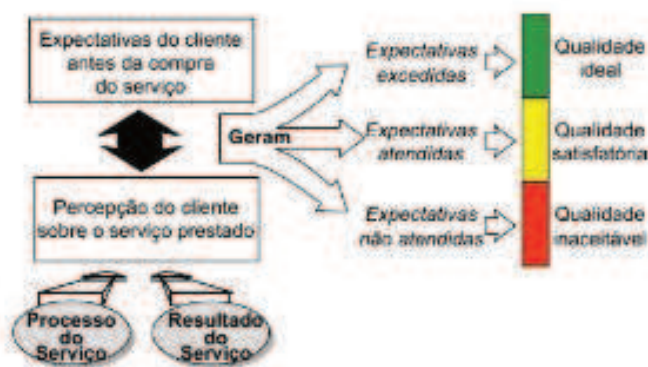 Expectativas do cliente
antes da compra
do serviço
Geram
Percepção do cliente
sobre o serviço prestado
Processo
do
Serviço
Resultado
do
Serviço
Expectativas
excedidas
Qualidade
ideal
Expectativas
atendidas
Qualidade
satisfatória
Expectativas
não atendidas
Qualidade
inaceitável